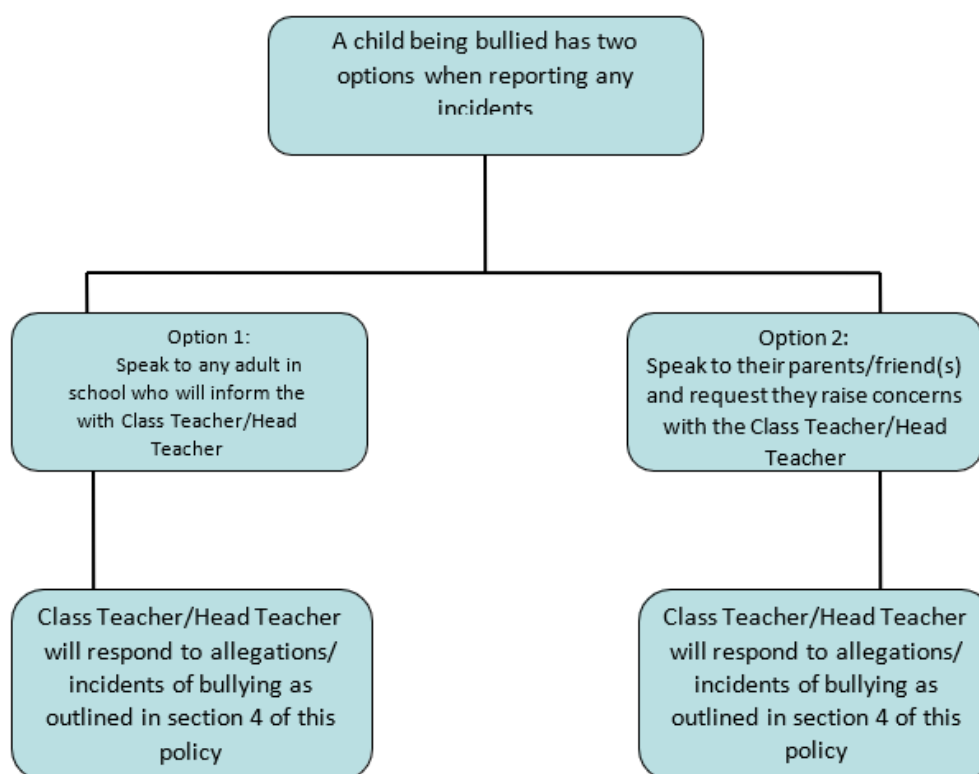 A child being bullied has two
options when reporting any
incidents
Option 1:
Speak to any adult in
school who will inform the
with Class Teacher/Head
Teacher
Option 2:
Speak to their parents/friend(s)
and request they raise concerns
with the Class Teacher/Head
Teacher
Class Teacher/Head Teacher
will respond to allegations/
incidents of bullying as
outlined in section 4 of this
policy
Class Teacher/Head Teacher
will respond to allegations/
incidents of bullying as
outlined in section 4 of this
policy